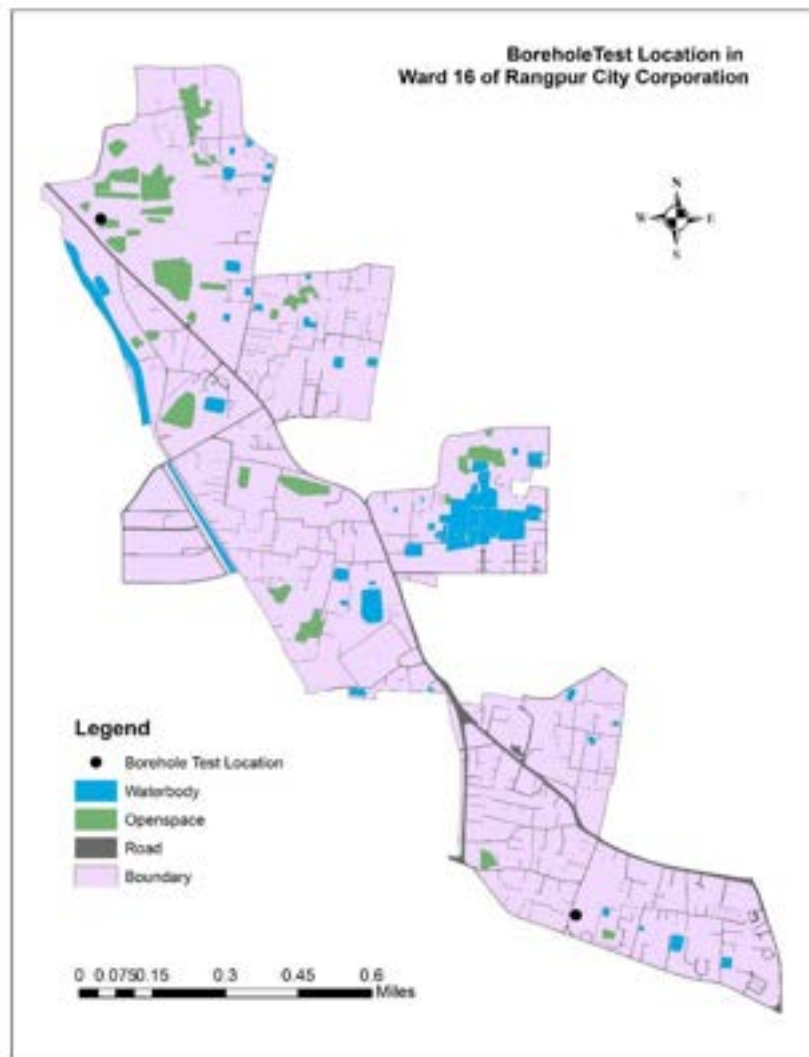 BoreholeTest Location in
Ward 16 of Rangpur City Corporation
N
W E
S
Legend
Borehole Test Location
Waterbody
Openspace
Road
Boundary
0 0.0750.15 0.3 0.45 0.6
Miles